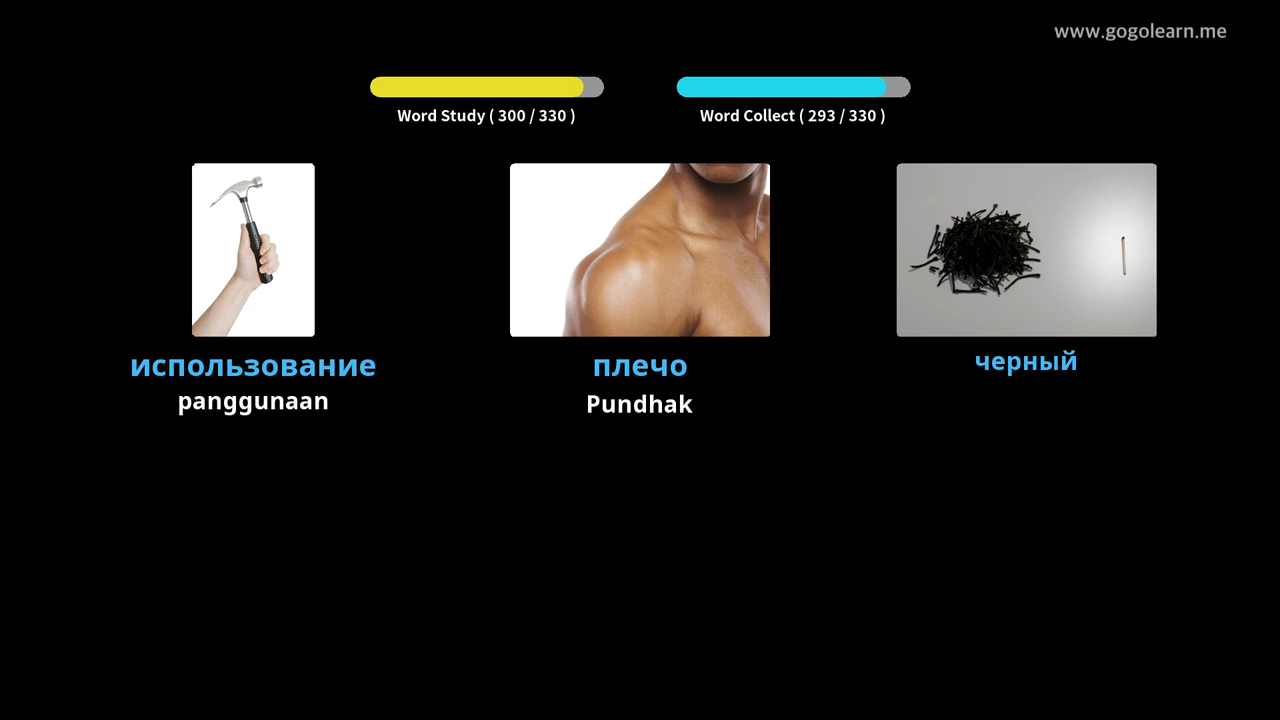 www.gogolearn.me
Word Study ( 300 / 330 )
Word Collect ( 293 / 330 )
использование
panggunaan
плечо
Pundhak
черный